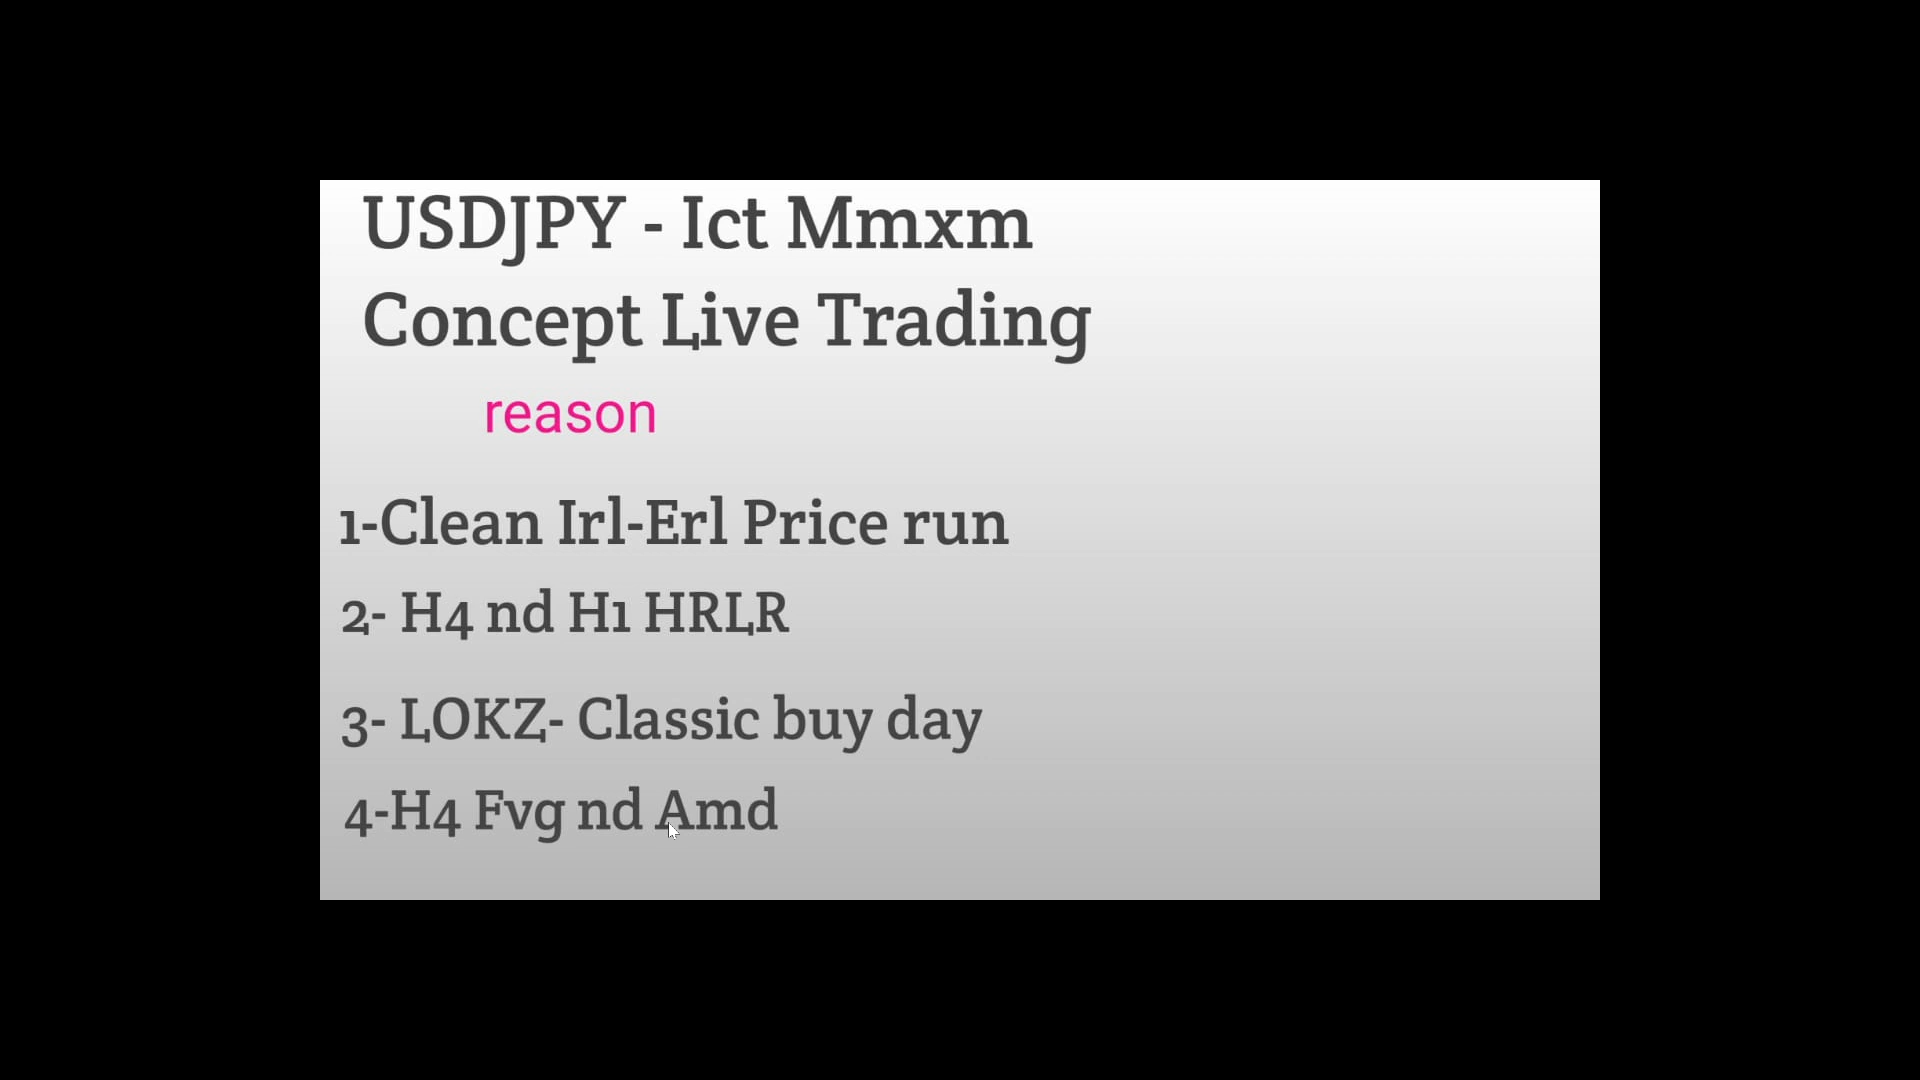 USDJPY - Ict Mmxm
Concept Live Trading
reason
1-Clean Irl-Erl Price run
2- H4 nd H1 HRLR
3- LOKZ- Classic buy day
4-H4 Fvg nd Amd